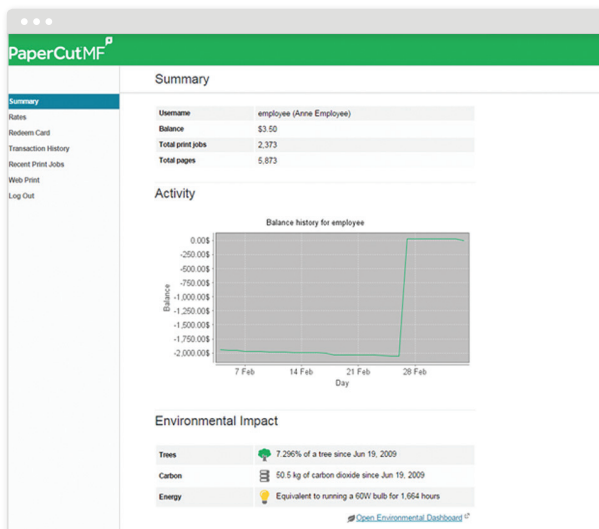 PaperCutMF
Summary
Summary
Rates
Redeem Card
Transaction History
Recent Print Jobs
Web Print
Log Out
Username employee (Anne Employee)
Balance $3.50
Total print jobs 2,373
Total pages 5,873
Activity
Balance history for employee
0.00$
-250.00$
-500.00$
-750.00$
-1,000.00$
-1,250.00$
-1,500.00$
-1,750.00$
-2,000.00$
Balance
7 Feb 14 Feb 21 Feb 28 Feb
Day
Environmental Impact
Trees 7.296% of a tree since Jun 19, 2009
Carbon 50.5 kg of carbon dioxide since Jun 19, 2009
Energy Equivalent to running a 60W bulb for 1,664 hours
Open Environmental Dashboard